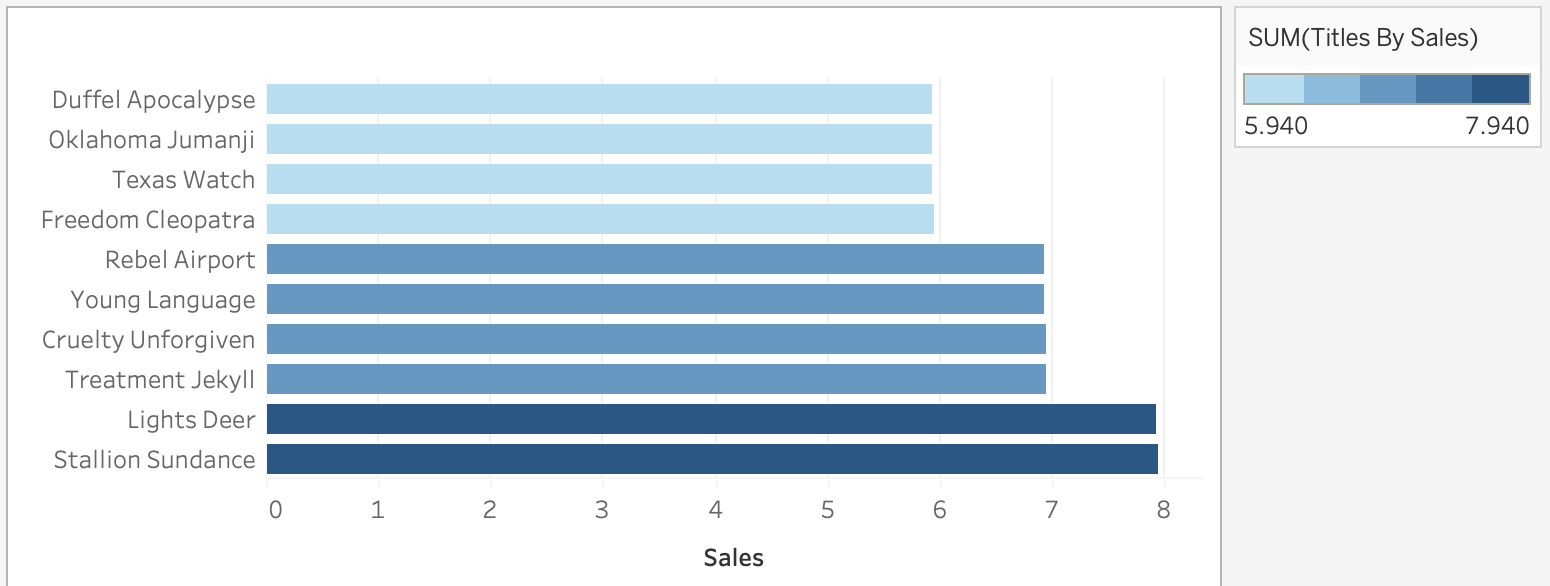 SUM(Titles By Sales)
5.940 7.940
Duffel Apocalypse
Oklahoma Jumanji
Texas Watch
Freedom Cleopatra
Rebel Airport
Young Language
Cruelty Unforgiven
Treatment Jekyll
Lights Deer
Stallion Sundance
0 1 2 3 4 5 6 7 8
Sales